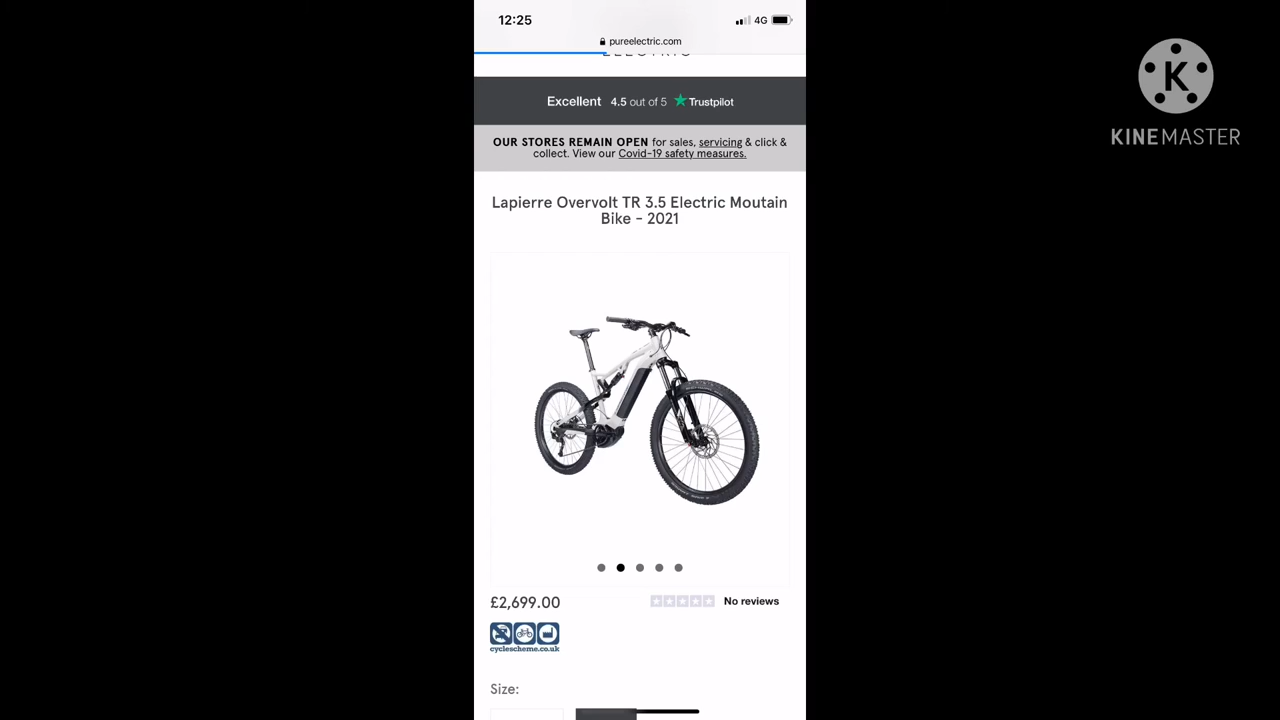 12:25
4G
pureelectric.com
Excellent 4.5 out of 5 Trustpilot
OUR STORES REMAIN OPEN for sales, servicing & click &
collect. View our Covid-19 safety measures.
Lapierre Overvolt TR 3.5 Electric Moutain
Bike - 2021
£2,699.00
No reviews
cyclescheme.co.uk
Size:
K
KINEMASTER